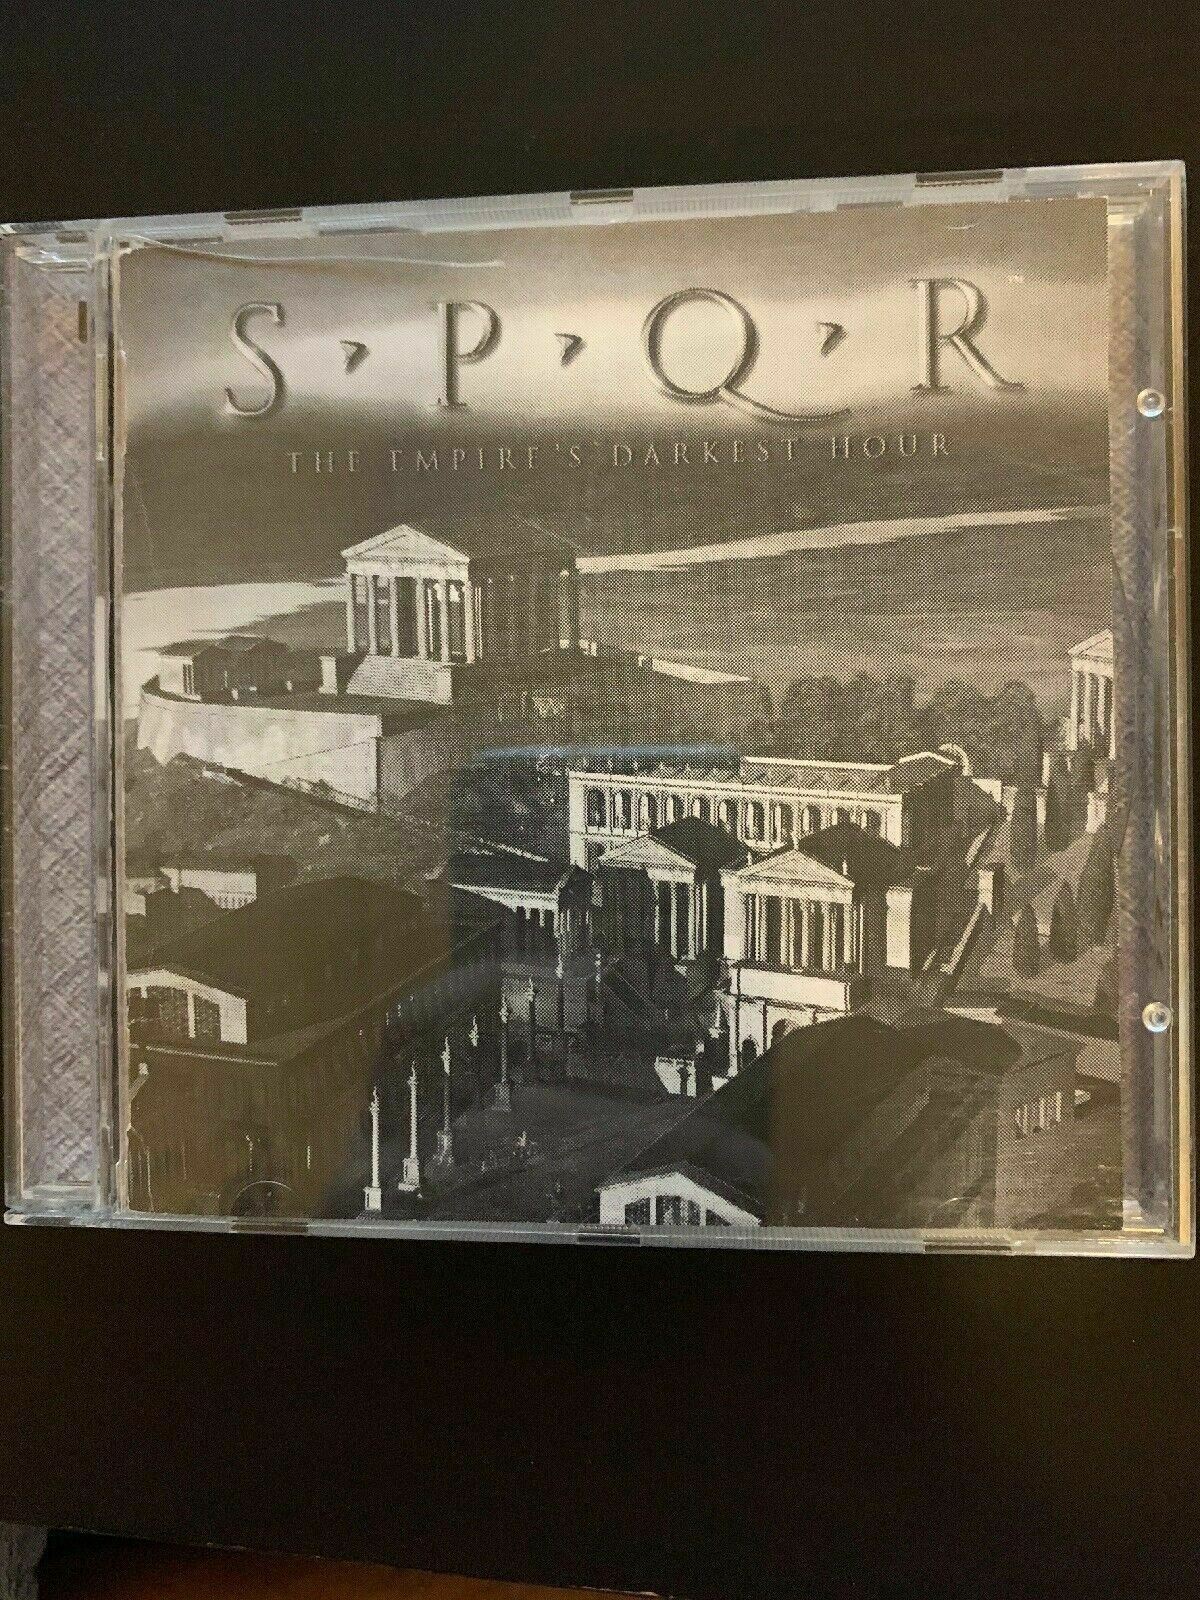 S · P · Q · R
THE EMPIRE'S DARKEST HOUR